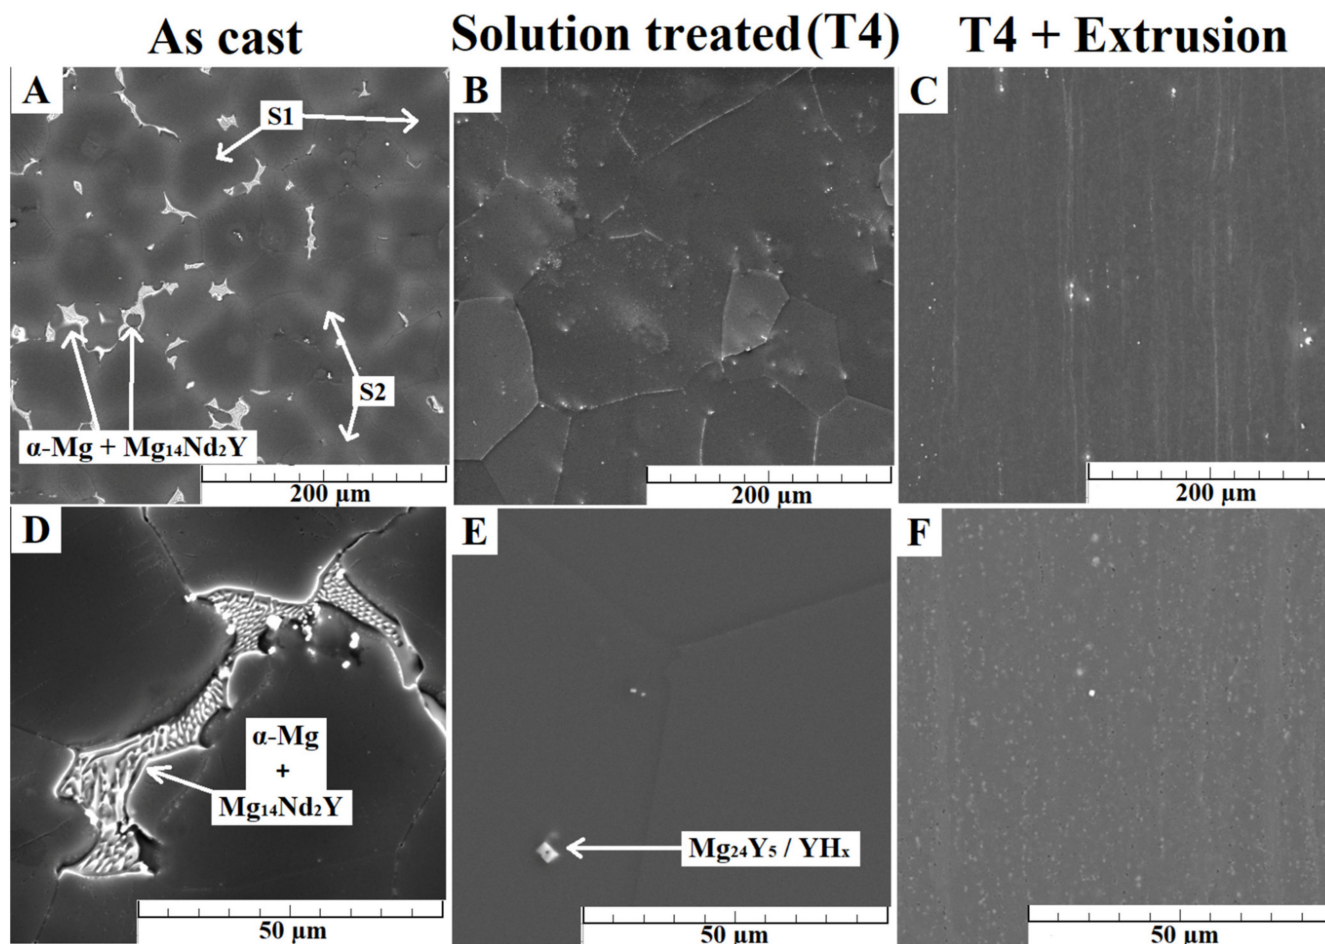 As cast
Solution treated (T4)
T4 + Extrusion
A
S1
S2
α-Mg + Mg₁₄Nd₂Y
200 µm
B
200 µm
C
200 µm
D
α-Mg
+
Mg₁₄Nd₂Y
50 µm
E
Mg₂₄Y₅ / YHₓ
50 µm
F
50 µm